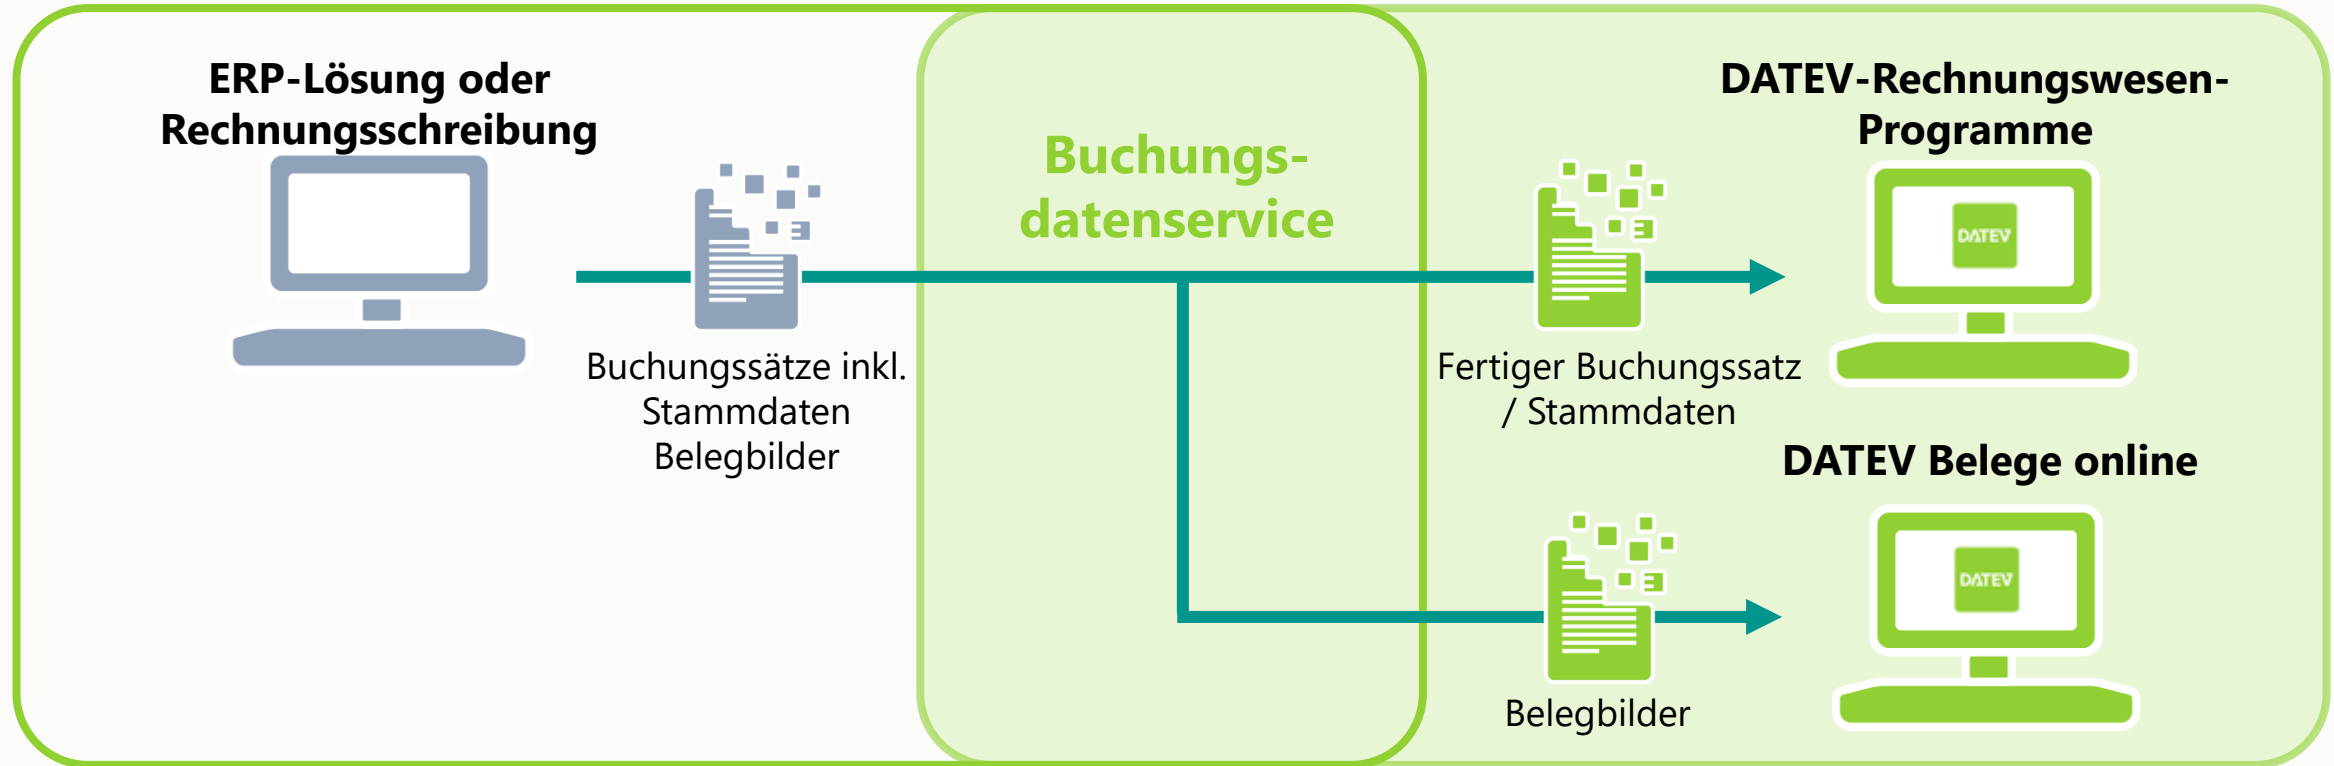 ERP-Lösung oder
Rechnungsschreibung
Buchungssätze inkl.
Stammdaten
Belegbilder
Buchungs-
datenservice
Fertiger Buchungssatz
/ Stammdaten
DATEV-Rechnungswesen-
Programme
DATEV
Belegbilder
DATEV Belege online
DATEV